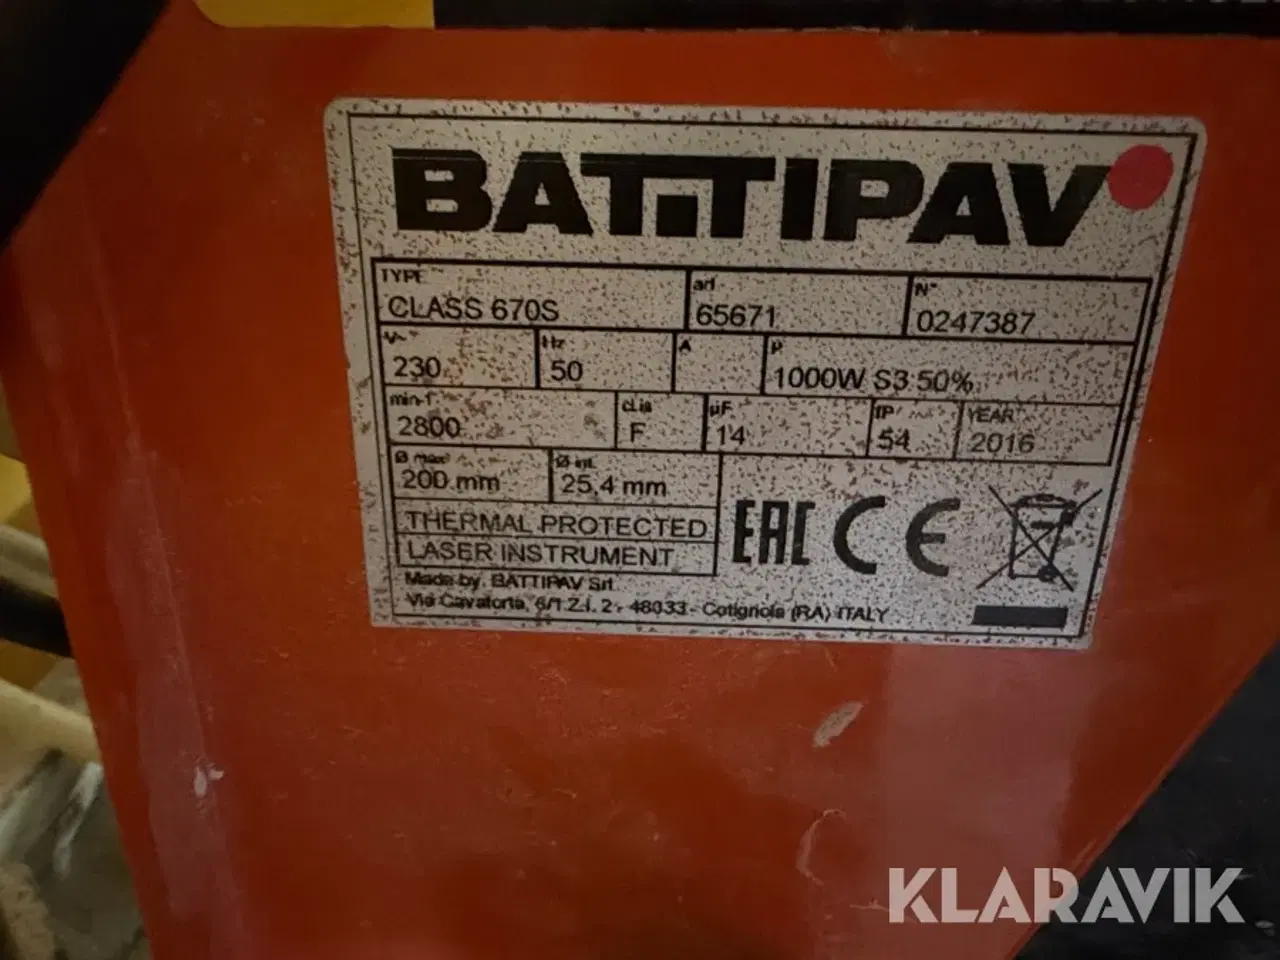 BATTIPAV
TYPE art N°
CLASS 670S 65671 0247387
V~ Hz A P
230 50 1000W S3 50%
min-1 cl.is µF IP YEAR
2800 F 14 54 2016
Ø max Ø int.
200 mm 25,4 mm
THERMAL PROTECTED
LASER INSTRUMENT
EAC CE
Made by: BATTIPAV Srl
Via Cavatorta, 6/1 Z.I. 2 - 48033 - Cotignola (RA) ITALY
KLARAVIK